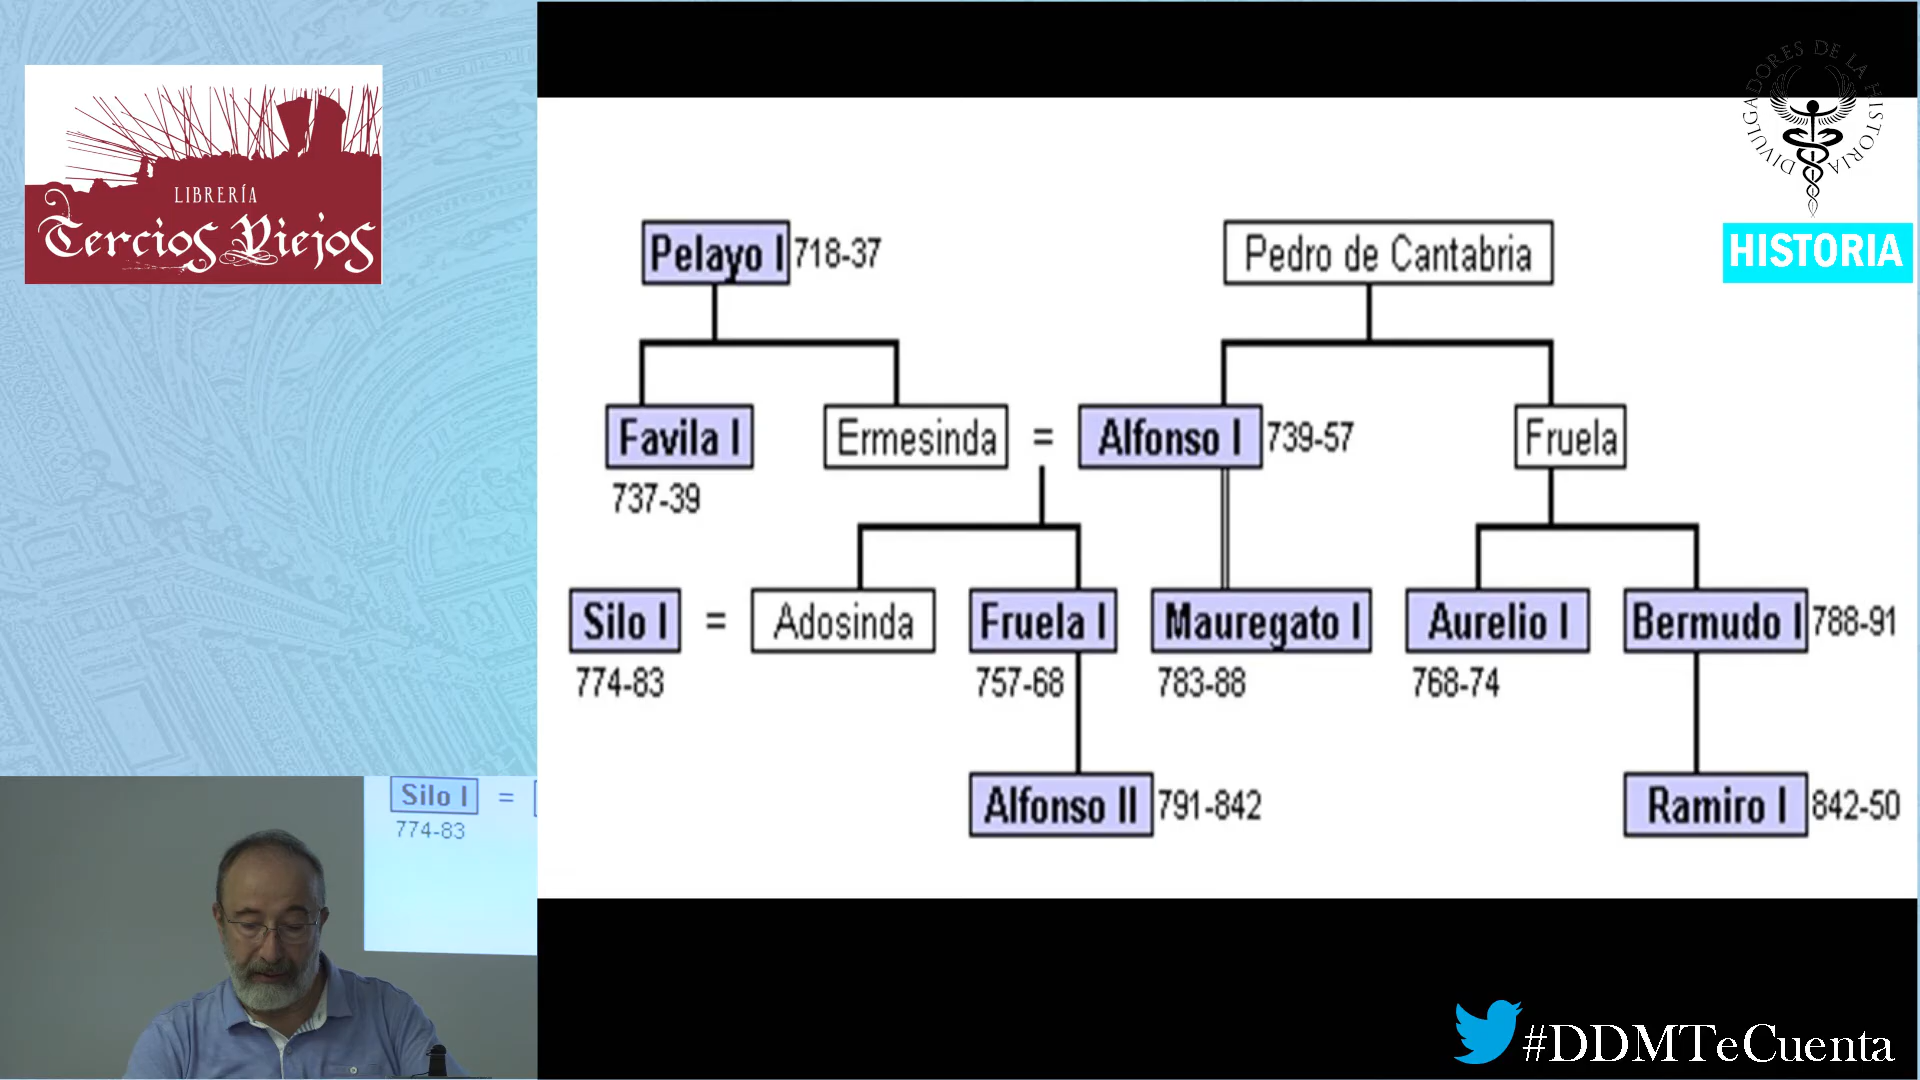 LIBRERÍA
Tercios Viejos
DIVULGADORES DE LA HISTORIA
HISTORIA
Pelayo I 718-37
Pedro de Cantabria
Favila I
Ermesinda = Alfonso I 739-57
Fruela
737-39
Silo I = Adosinda
Fruela I
Mauregato I
Aurelio I
Bermudo I 788-91
774-83
757-68
783-88
768-74
Alfonso II 791-842
Ramiro I 842-50
Silo I =
774-83
#DDMTeCuenta